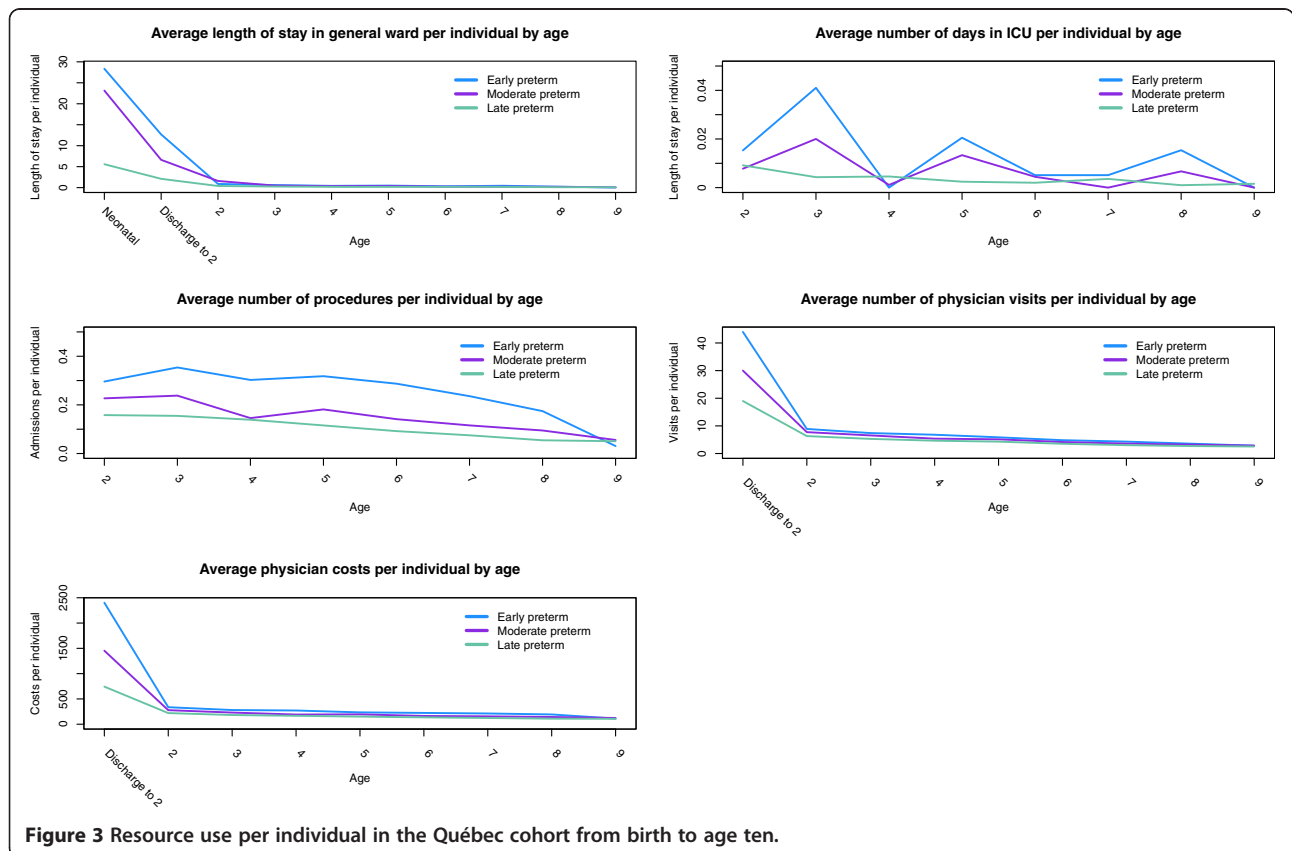 Average length of stay in general ward per individual by age
Length of stay per individual
30
20
10
5
0
Early preterm
Moderate preterm
Late preterm
Neonatal
Discharge to 2
2
3
4
5
6
7
8
9
Age
Average number of days in ICU per individual by age
Length of stay per individual
0.04
0.02
0
Early preterm
Moderate preterm
Late preterm
2
3
4
5
6
7
8
9
Age
Average number of procedures per individual by age
Admissions per individual
0.4
0.2
0.0
Early preterm
Moderate preterm
Late preterm
2
3
4
5
6
7
8
9
Age
Average number of physician visits per individual by age
Visits per individual
40
30
20
10
0
Early preterm
Moderate preterm
Late preterm
Discharge to 2
2
3
4
5
6
7
8
9
Age
Average physician costs per individual by age
Costs per individual
2500
1500
500
0
Early preterm
Moderate preterm
Late preterm
Discharge to 2
2
3
4
5
6
7
8
9
Age
Figure 3 Resource use per individual in the Québec cohort from birth to age ten.